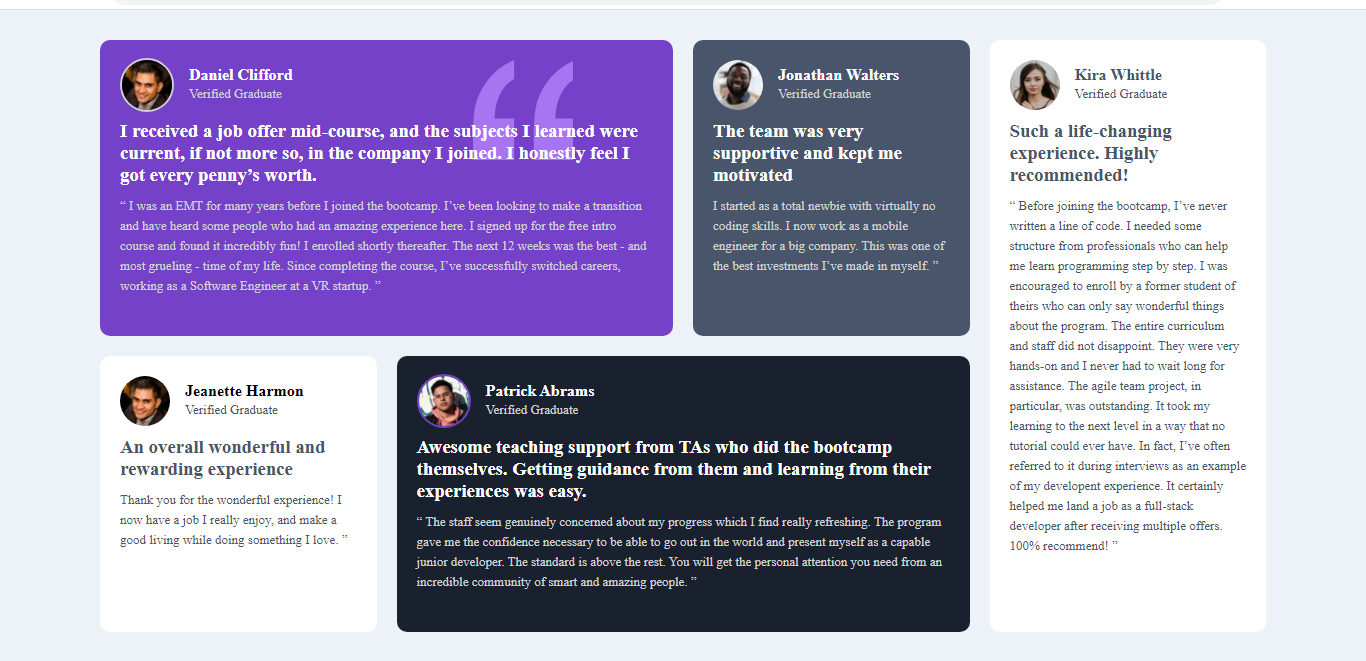 Daniel Clifford
Verified Graduate
I received a job offer mid-course, and the subjects I learned were
current, if not more so, in the company I joined. I honestly feel I
got every penny’s worth.
“ I was an EMT for many years before I joined the bootcamp. I’ve been looking to make a transition
and have heard some people who had an amazing experience here. I signed up for the free intro
course and found it incredibly fun! I enrolled shortly thereafter. The next 12 weeks was the best - and
most grueling - time of my life. Since completing the course, I’ve successfully switched careers,
working as a Software Engineer at a VR startup. ”
Jonathan Walters
Verified Graduate
The team was very
supportive and kept me
motivated
I started as a total newbie with virtually no
coding skills. I now work as a mobile
engineer for a big company. This was one of
the best investments I’ve made in myself. ”
Kira Whittle
Verified Graduate
Such a life-changing
experience. Highly
recommended!
“ Before joining the bootcamp, I’ve never
written a line of code. I needed some
structure from professionals who can help
me learn programming step by step. I was
encouraged to enroll by a former student of
theirs who can only say wonderful things
about the program. The entire curriculum
and staff did not disappoint. They were very
hands-on and I never had to wait long for
assistance. The agile team project, in
particular, was outstanding. It took my
learning to the next level in a way that no
tutorial could ever have. In fact, I’ve often
referred to it during interviews as an example
of my developent experience. It certainly
helped me land a job as a full-stack
developer after receiving multiple offers.
100% recommend! ”
Jeanette Harmon
Verified Graduate
An overall wonderful and
rewarding experience
Thank you for the wonderful experience! I
now have a job I really enjoy, and make a
good living while doing something I love. ”
Patrick Abrams
Verified Graduate
Awesome teaching support from TAs who did the bootcamp
themselves. Getting guidance from them and learning from their
experiences was easy.
“ The staff seem genuinely concerned about my progress which I find really refreshing. The program
gave me the confidence necessary to be able to go out in the world and present myself as a capable
junior developer. The standard is above the rest. You will get the personal attention you need from an
incredible community of smart and amazing people. ”